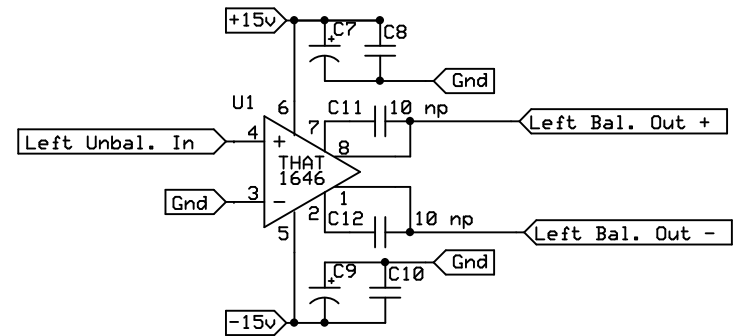 +15v
C7
C8
Gnd
U1
6
C11
10 np
7
Left Bal. Out +
Left Unbal. In
4
+
8
THAT
1646
Gnd
3
-
1
2
C12
10 np
5
Left Bal. Out -
Gnd
+
C9
C10
-15v
+